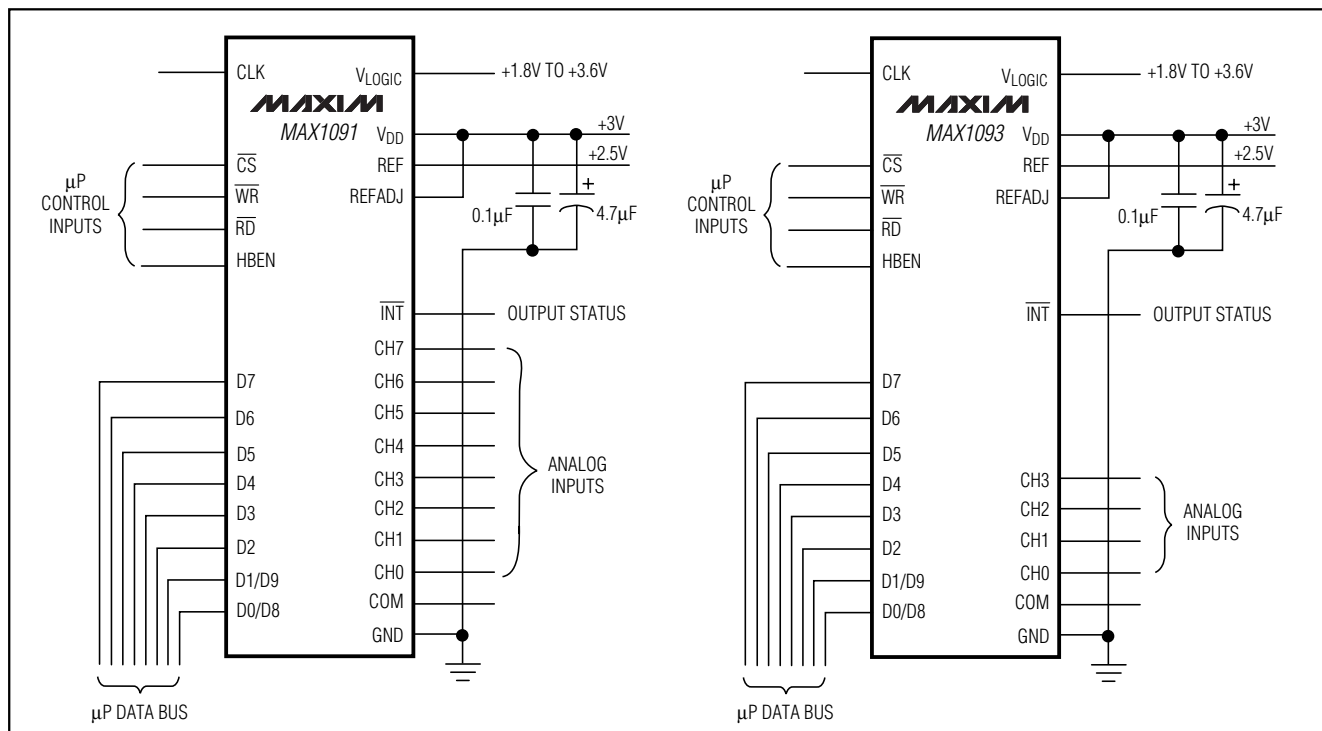 CLK
VLOGIC
+1.8V TO +3.6V
MAXIM
MAX1091
VDD
+3V
CS
REF
+2.5V
µP
CONTROL
INPUTS
WR
REFADJ
0.1µF
+
4.7µF
RD
HBEN
INT
OUTPUT STATUS
CH7
D7
CH6
D6
CH5
D5
CH4
ANALOG
INPUTS
D4
CH3
D3
CH2
D2
CH1
D1/D9
CH0
D0/D8
COM
GND
µP DATA BUS
CLK
VLOGIC
+1.8V TO +3.6V
MAXIM
MAX1093
VDD
+3V
CS
REF
+2.5V
µP
CONTROL
INPUTS
WR
REFADJ
0.1µF
+
4.7µF
RD
HBEN
INT
OUTPUT STATUS
D7
D6
D5
D4
CH3
D3
CH2
ANALOG
INPUTS
D2
CH1
D1/D9
CH0
D0/D8
COM
GND
µP DATA BUS